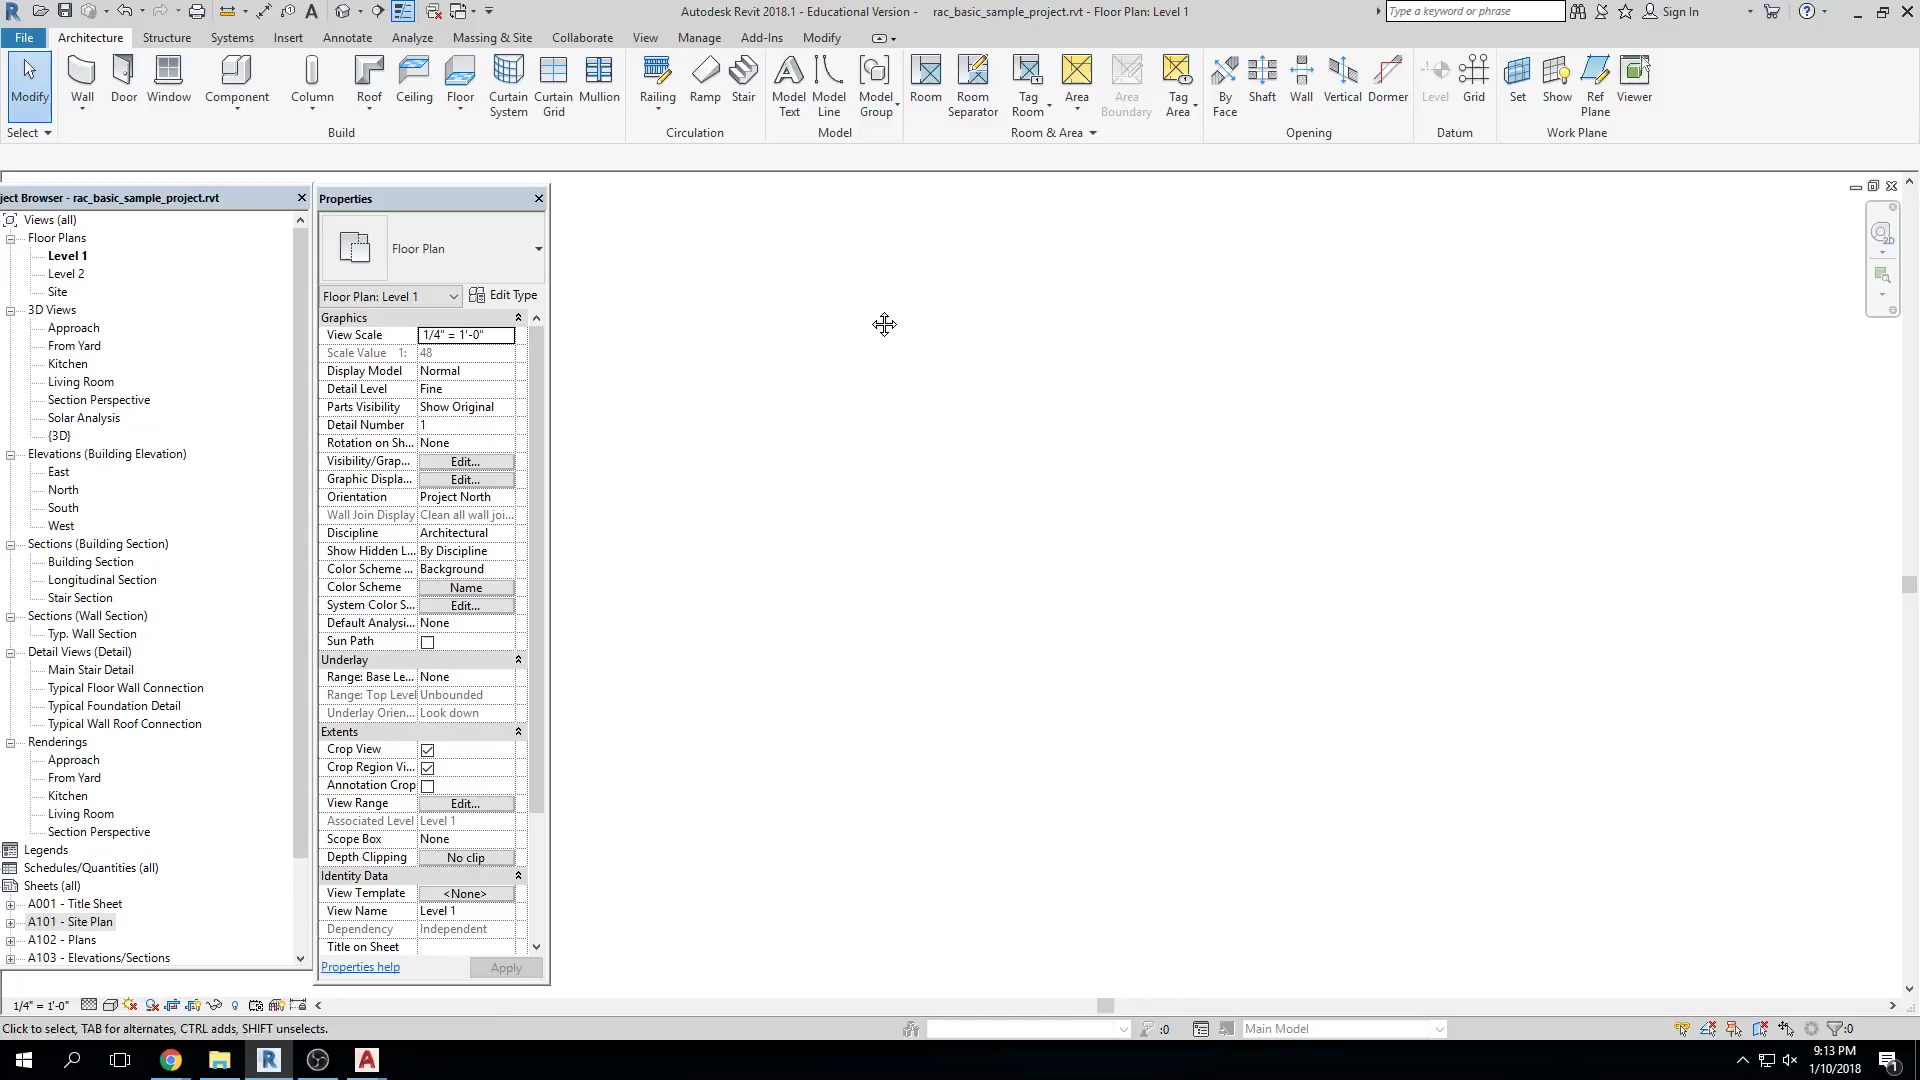 Autodesk Revit 2018.1 - Educational Version - rac_basic_sample_project.rvt - Floor Plan: Level 1
Type a keyword or phrase
Sign In
File Architecture Structure Systems Insert Annotate Analyze Massing & Site Collaborate View Manage Add-Ins Modify
Modify Wall Door Window Component Column Roof Ceiling Floor Curtain System Curtain Grid Mullion Railing Ramp Stair Model Text Model Line Model Group Room Room Separator Tag Room Area Area Boundary Tag Area By Face Shaft Wall Vertical Dormer Level Grid Set Show Ref Plane Viewer
Select Build Circulation Model Room & Area Opening Datum Work Plane
ject Browser - rac_basic_sample_project.rvt
Views (all)
Floor Plans
Level 1
Level 2
Site
3D Views
Approach
From Yard
Kitchen
Living Room
Section Perspective
Solar Analysis
{3D}
Elevations (Building Elevation)
East
North
South
West
Sections (Building Section)
Building Section
Longitudinal Section
Stair Section
Sections (Wall Section)
Typ. Wall Section
Detail Views (Detail)
Main Stair Detail
Typical Floor Wall Connection
Typical Foundation Detail
Typical Wall Roof Connection
Renderings
Approach
From Yard
Kitchen
Living Room
Section Perspective
Legends
Schedules/Quantities (all)
Sheets (all)
A001 - Title Sheet
A101 - Site Plan
A102 - Plans
A103 - Elevations/Sections
Properties
Floor Plan
Floor Plan: Level 1 Edit Type
Graphics
View Scale 1/4" = 1'-0"
Scale Value 1: 48
Display Model Normal
Detail Level Fine
Parts Visibility Show Original
Detail Number 1
Rotation on Sh... None
Visibility/Grap... Edit...
Graphic Displa... Edit...
Orientation Project North
Wall Join Display Clean all wall joi...
Discipline Architectural
Show Hidden L... By Discipline
Color Scheme ... Background
Color Scheme Name
System Color S... Edit...
Default Analysi... None
Sun Path
Underlay
Range: Base Le... None
Range: Top Level Unbounded
Underlay Orien... Look down
Extents
Crop View
Crop Region Vi...
Annotation Crop
View Range Edit...
Associated Level Level 1
Scope Box None
Depth Clipping No clip
Identity Data
View Template <None>
View Name Level 1
Dependency Independent
Title on Sheet
Properties help Apply
2D
1/4" = 1'-0"
Click to select, TAB for alternates, CTRL adds, SHIFT unselects.
:0
Main Model
:0
9:13 PM
1/10/2018
1